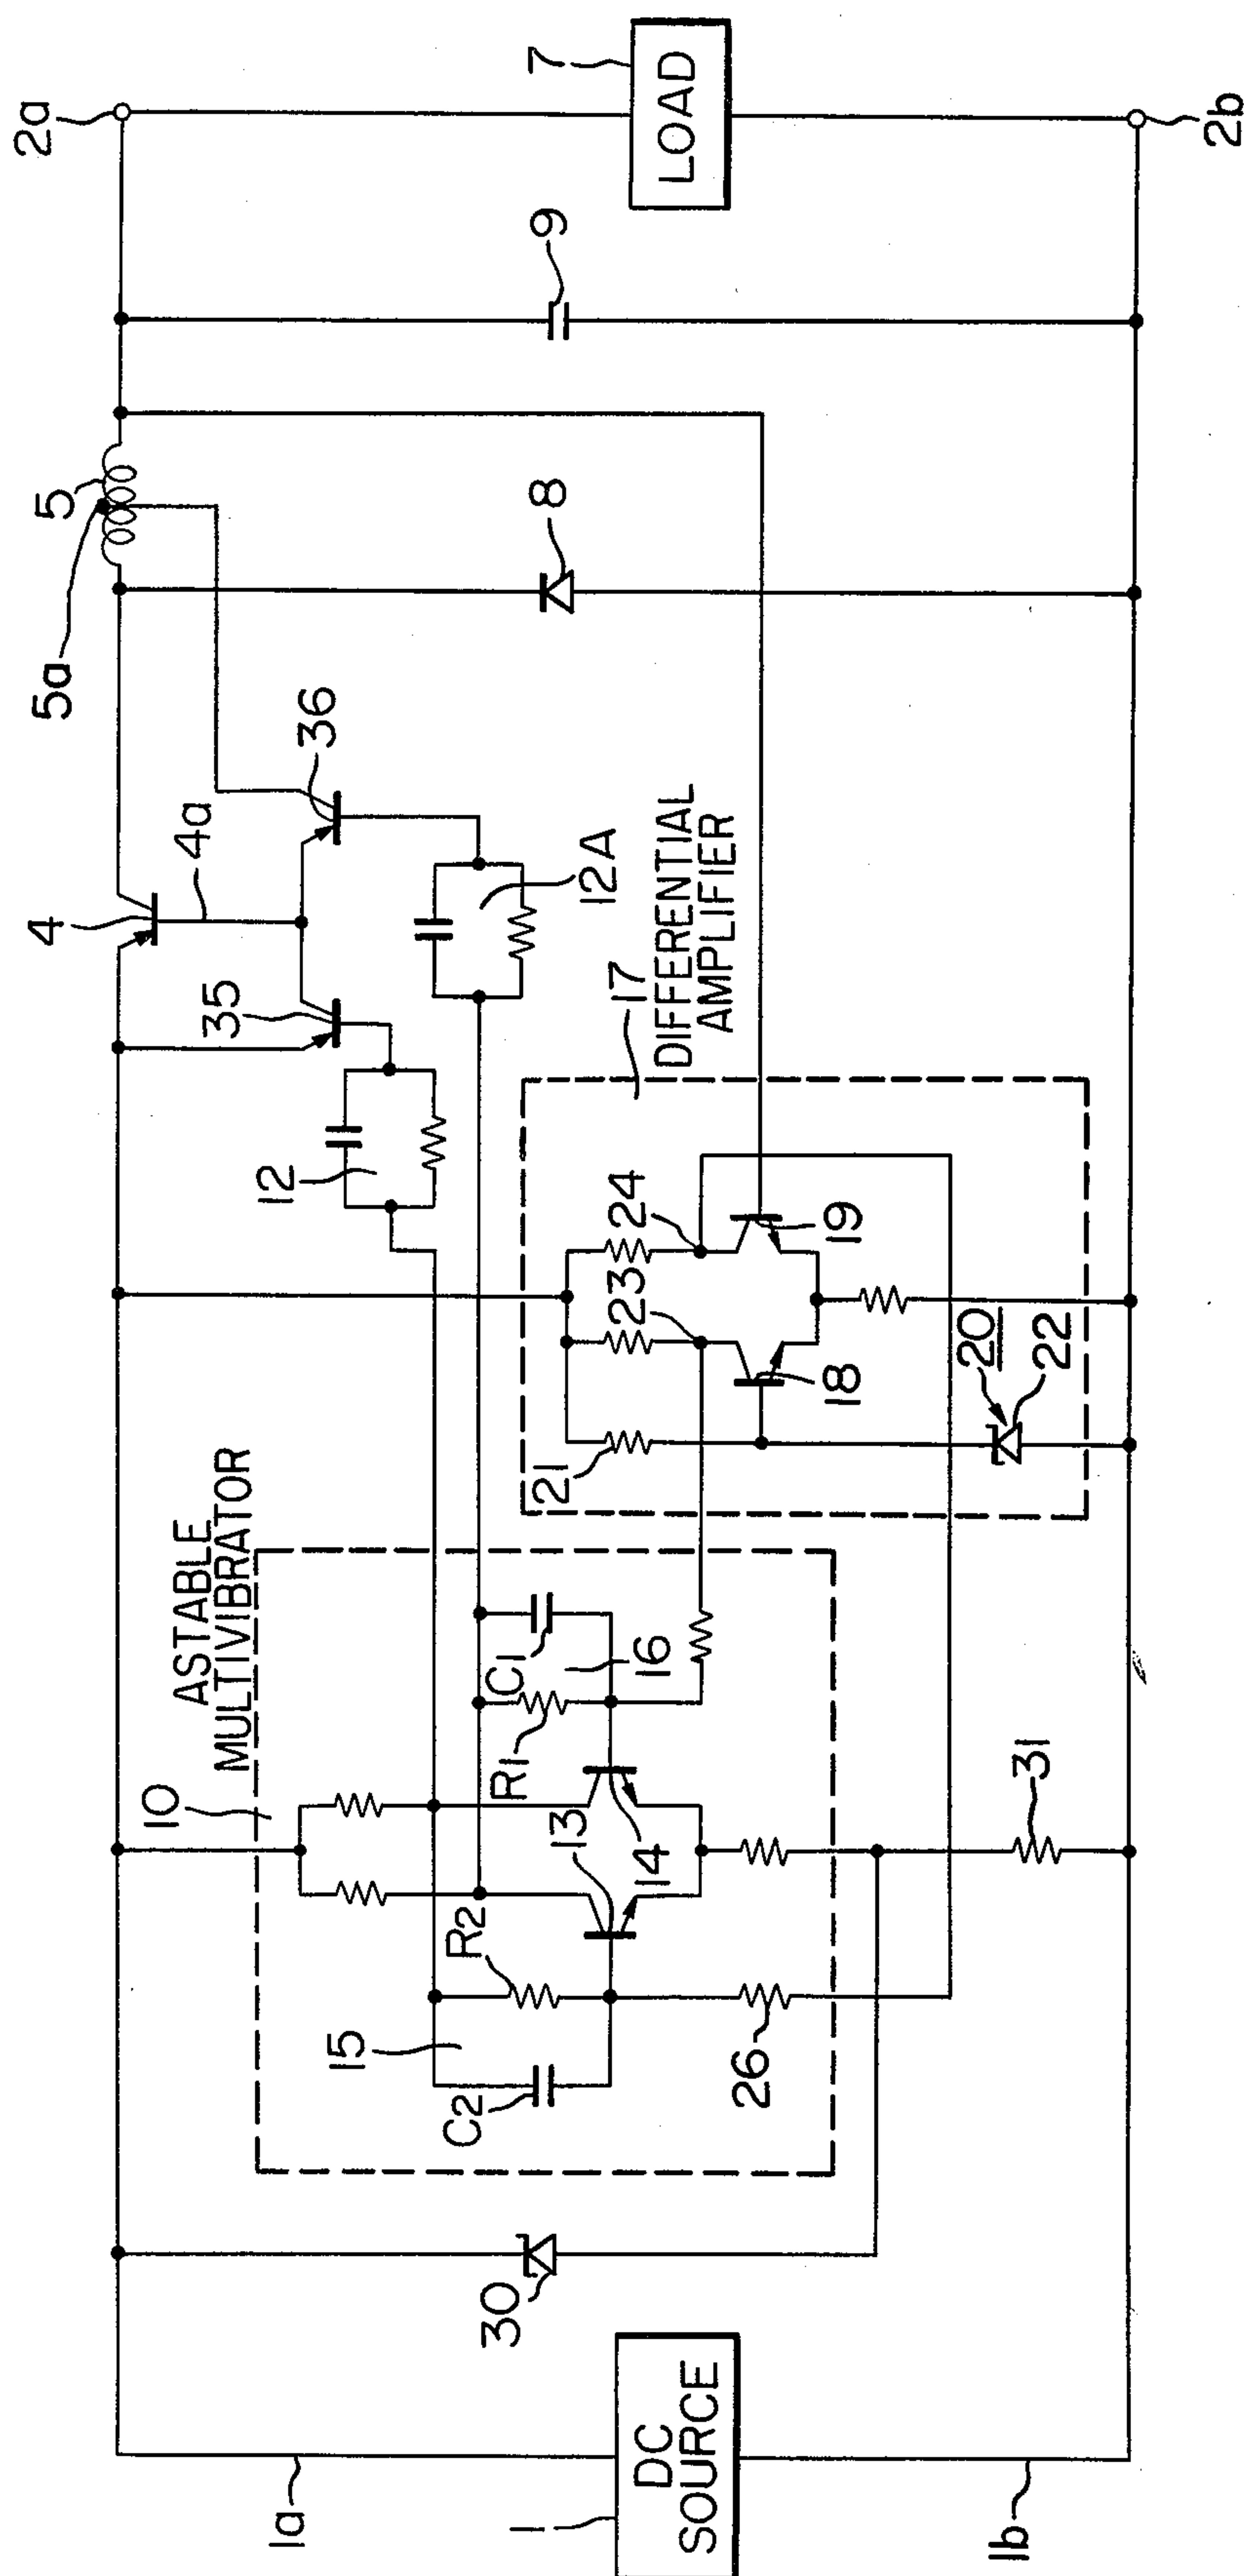 1a
1
DC
SOURCE
1b
30
10
ASTABLE
MULTIVIBRATOR
15
C2
R2
26
13
14
R1
C1
16
31
12
35
4
4a
36
12A
17
DIFFERENTIAL
AMPLIFIER
21
23
24
18
19
20
22
5a
5
8
9
2a
7
LOAD
2b